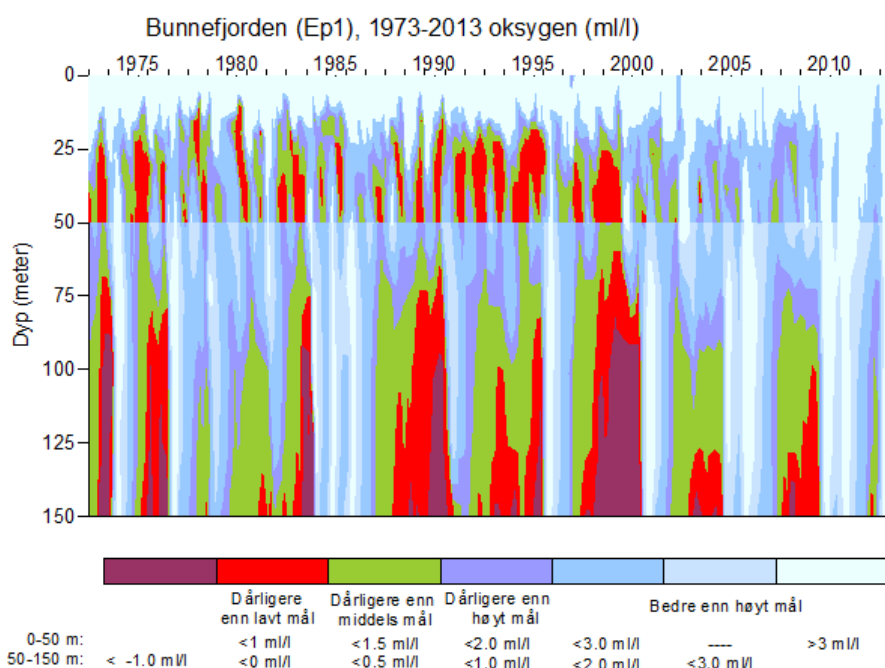 Bunnefjorden (Ep1), 1973-2013 oksygen (ml/l)
1975 1980 1985 1990 1995 2000 2005 2010
0
25
50
75
100
125
150
Dyp (meter)
Dårligere enn lavt mål
Dårligere enn middels mål
Dårligere enn høyt mål
Bedre enn høyt mål
0-50 m: <1 ml/l <1.5 ml/l <2.0 ml/l <3.0 ml/l ---- >3 ml/l
50-150 m: < -1.0 ml/l <0 ml/l <0.5 ml/l <1.0 ml/l <2.0 ml/l <3.0 ml/l